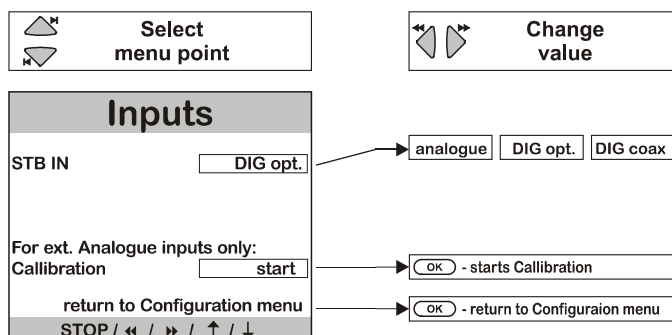 Select
menu point
Change
value
Inputs
STB IN DIG opt.
analogue DIG opt. DIG coax
For ext. Analogue inputs only:
Callibration start
OK - starts Callibration
return to Configuration menu
OK - return to Configuraion menu
STOP / ◀◀ / ▶▶ / ↑ / ↓